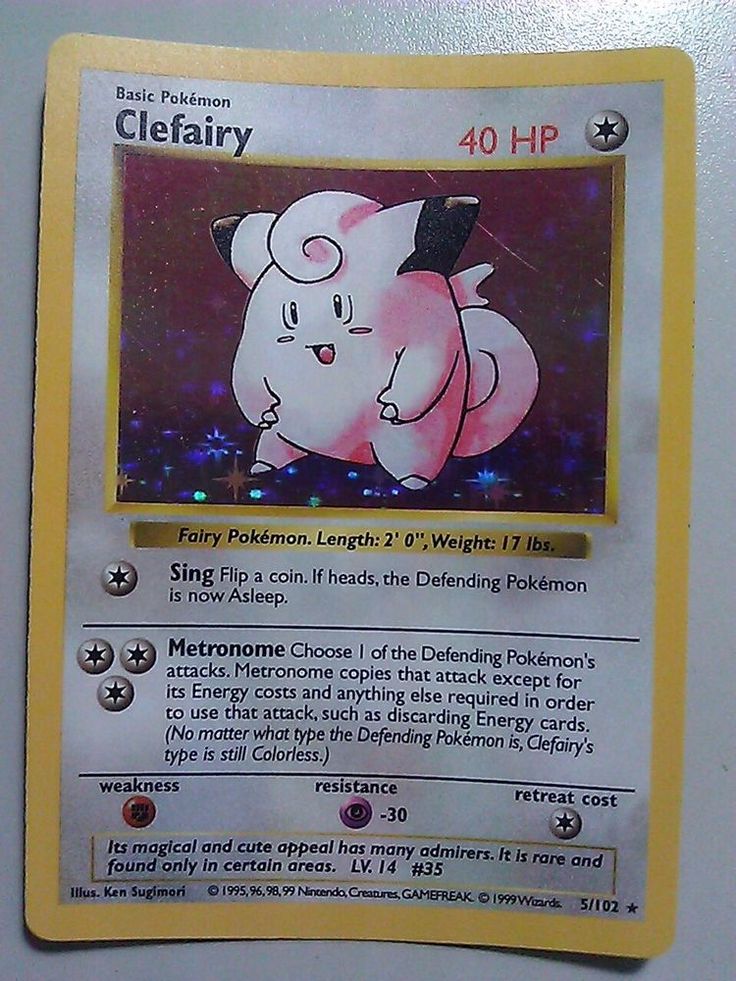 Basic Pokémon
Clefairy
40 HP
Fairy Pokémon. Length: 2' 0", Weight: 17 lbs.
Sing Flip a coin. If heads, the Defending Pokémon
is now Asleep.
Metronome Choose 1 of the Defending Pokémon's
attacks. Metronome copies that attack except for
its Energy costs and anything else required in order
to use that attack, such as discarding Energy cards.
(No matter what type the Defending Pokémon is, Clefairy's
type is still Colorless.)
weakness
resistance
retreat cost
-30
Its magical and cute appeal has many admirers. It is rare and
found only in certain areas. LV. 14 #35
Illus. Ken Sugimori © 1995, 96, 98, 99 Nintendo, Creatures, GAMEFREAK. © 1999 Wizards. 5/102 ★